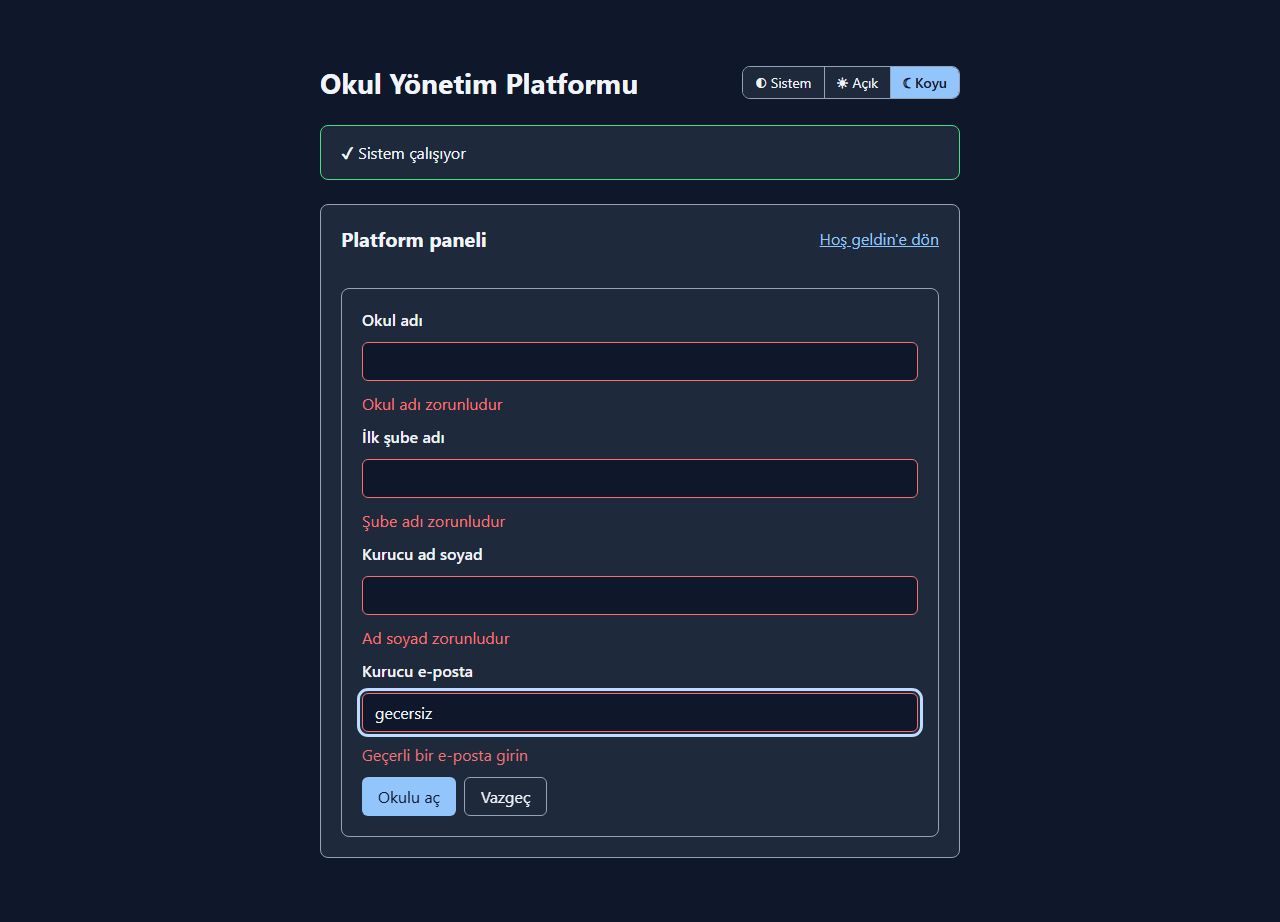 Okul Yönetim Platformu
Sistem
Açık
Koyu
✓ Sistem çalışıyor
Platform paneli
Hoş geldin'e dön
Okul adı
Okul adı zorunludur
İlk şube adı
Şube adı zorunludur
Kurucu ad soyad
Ad soyad zorunludur
Kurucu e-posta
gecersiz
Geçerli bir e-posta girin
Okulu aç
Vazgeç